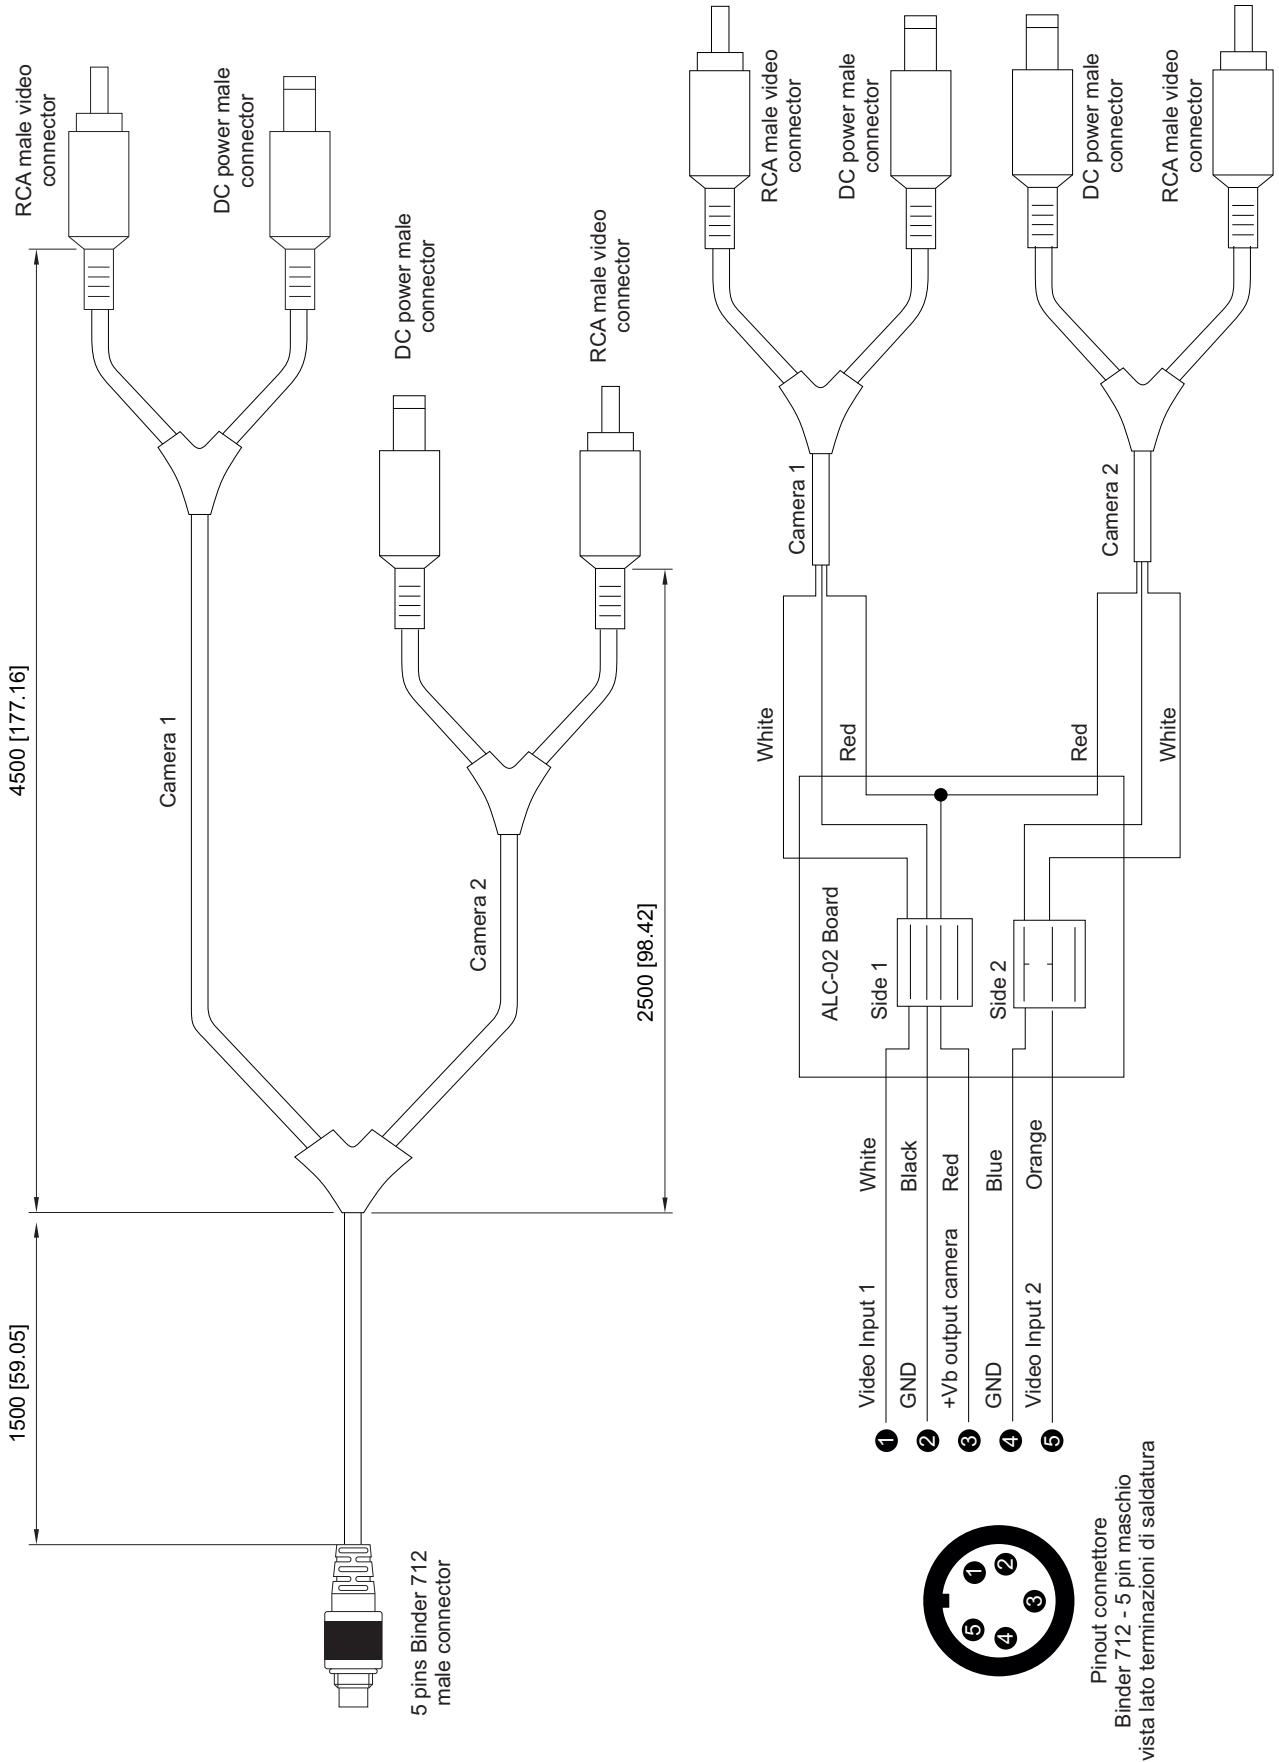 1500 [59.05]
4500 [177.16]
RCA male video
connector
DC power male
connector
Camera 1
DC power male
connector
Camera 2
RCA male video
connector
2500 [98.42]
5 pins Binder 712
male connector
RCA male video
connector
DC power male
connector
DC power male
connector
RCA male video
connector
Camera 1
Camera 2
White
Red
Red
White
ALC-02 Board
Side 1
Side 2
1 Video Input 1 White
2 GND Black
3 +Vb output camera Red
4 GND Blue
5 Video Input 2 Orange
1
2
3
4
5
Pinout connettore
Binder 712 - 5 pin maschio
vista lato terminazioni di saldatura